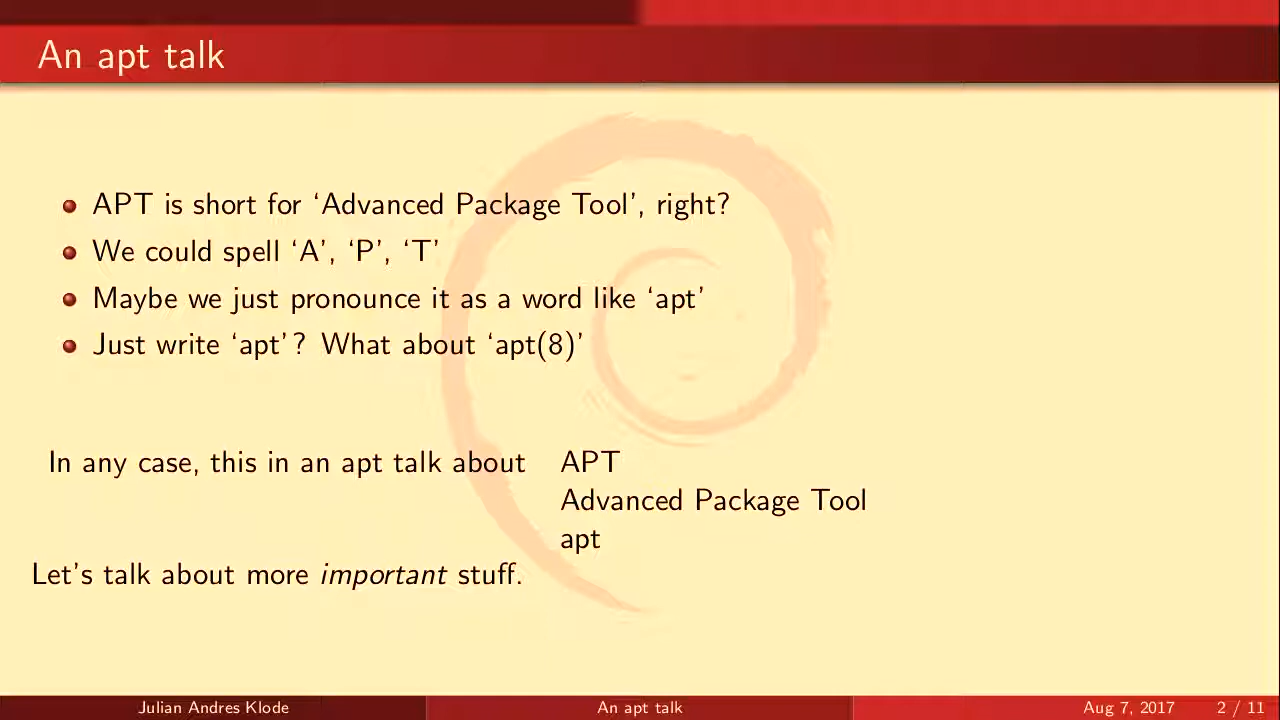 An apt talk
APT is short for ‘Advanced Package Tool’, right?
We could spell ‘A’, ‘P’, ‘T’
Maybe we just pronounce it as a word like ‘apt’
Just write ‘apt’? What about ‘apt(8)’
In any case, this in an apt talk about APT
Advanced Package Tool
apt
Let's talk about more important stuff.
Julian Andres Klode An apt talk Aug 7, 2017 2 / 11